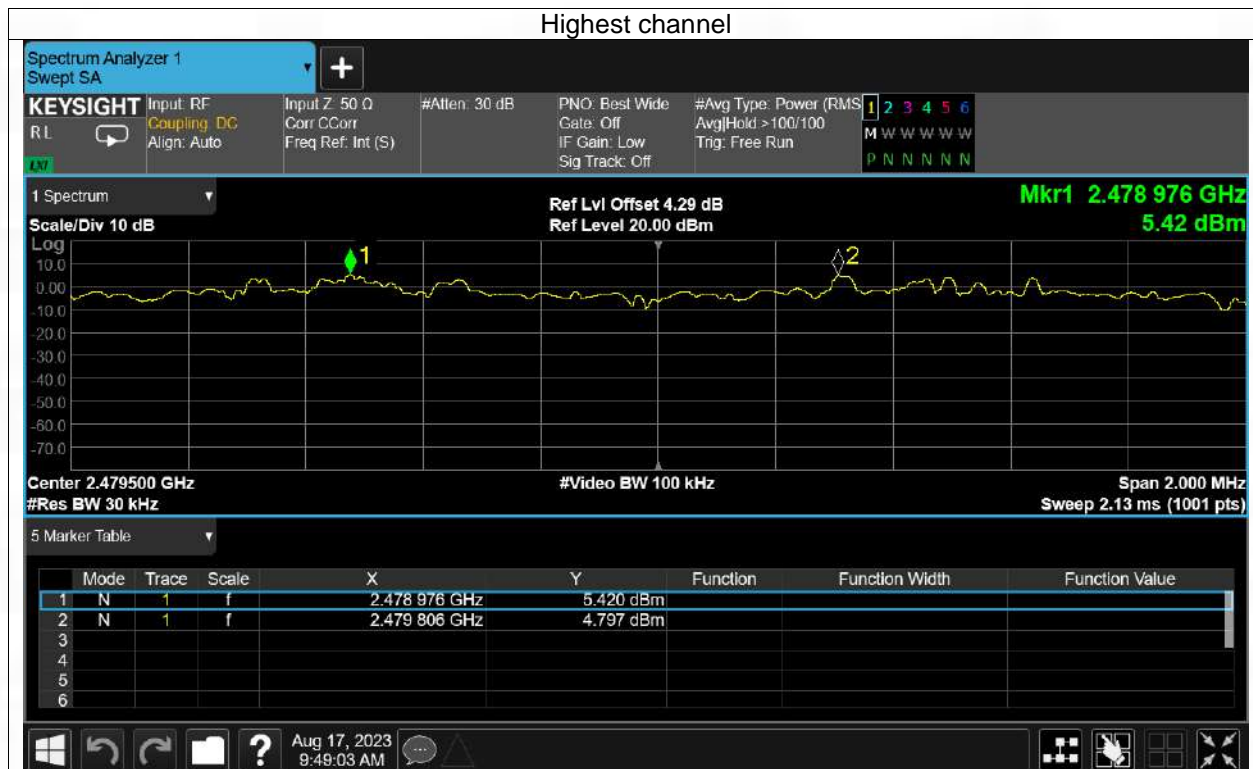 Highest channel
Spectrum Analyzer 1
Swept SA
+
KEYSIGHT Input: RF Input Z: 50 Ω #Atten: 30 dB PNO: Best Wide #Avg Type: Power (RMS 1 2 3 4 5 6
RL Coupling: DC Corr CCorr Gate: Off Avg|Hold:>100/100 M W W W W W
Align: Auto Freq Ref: Int (S) IF Gain: Low Trig: Free Run
LXI Sig Track: Off P N N N N N
1 Spectrum Ref Lvl Offset 4.29 dB Mkr1 2.478 976 GHz
Scale/Div 10 dB Ref Level 20.00 dBm 5.42 dBm
Log
10.0
0.00
-10.0
-20.0
-30.0
-40.0
-50.0
-60.0
-70.0
1
2
Center 2.479500 GHz #Video BW 100 kHz Span 2.000 MHz
#Res BW 30 kHz Sweep 2.13 ms (1001 pts)
5 Marker Table
Mode Trace Scale X Y Function Function Width Function Value
1 N 1 f 2.478 976 GHz 5.420 dBm
2 N 1 f 2.479 806 GHz 4.797 dBm
3
4
5
6
? Aug 17, 2023
9:49:03 AM